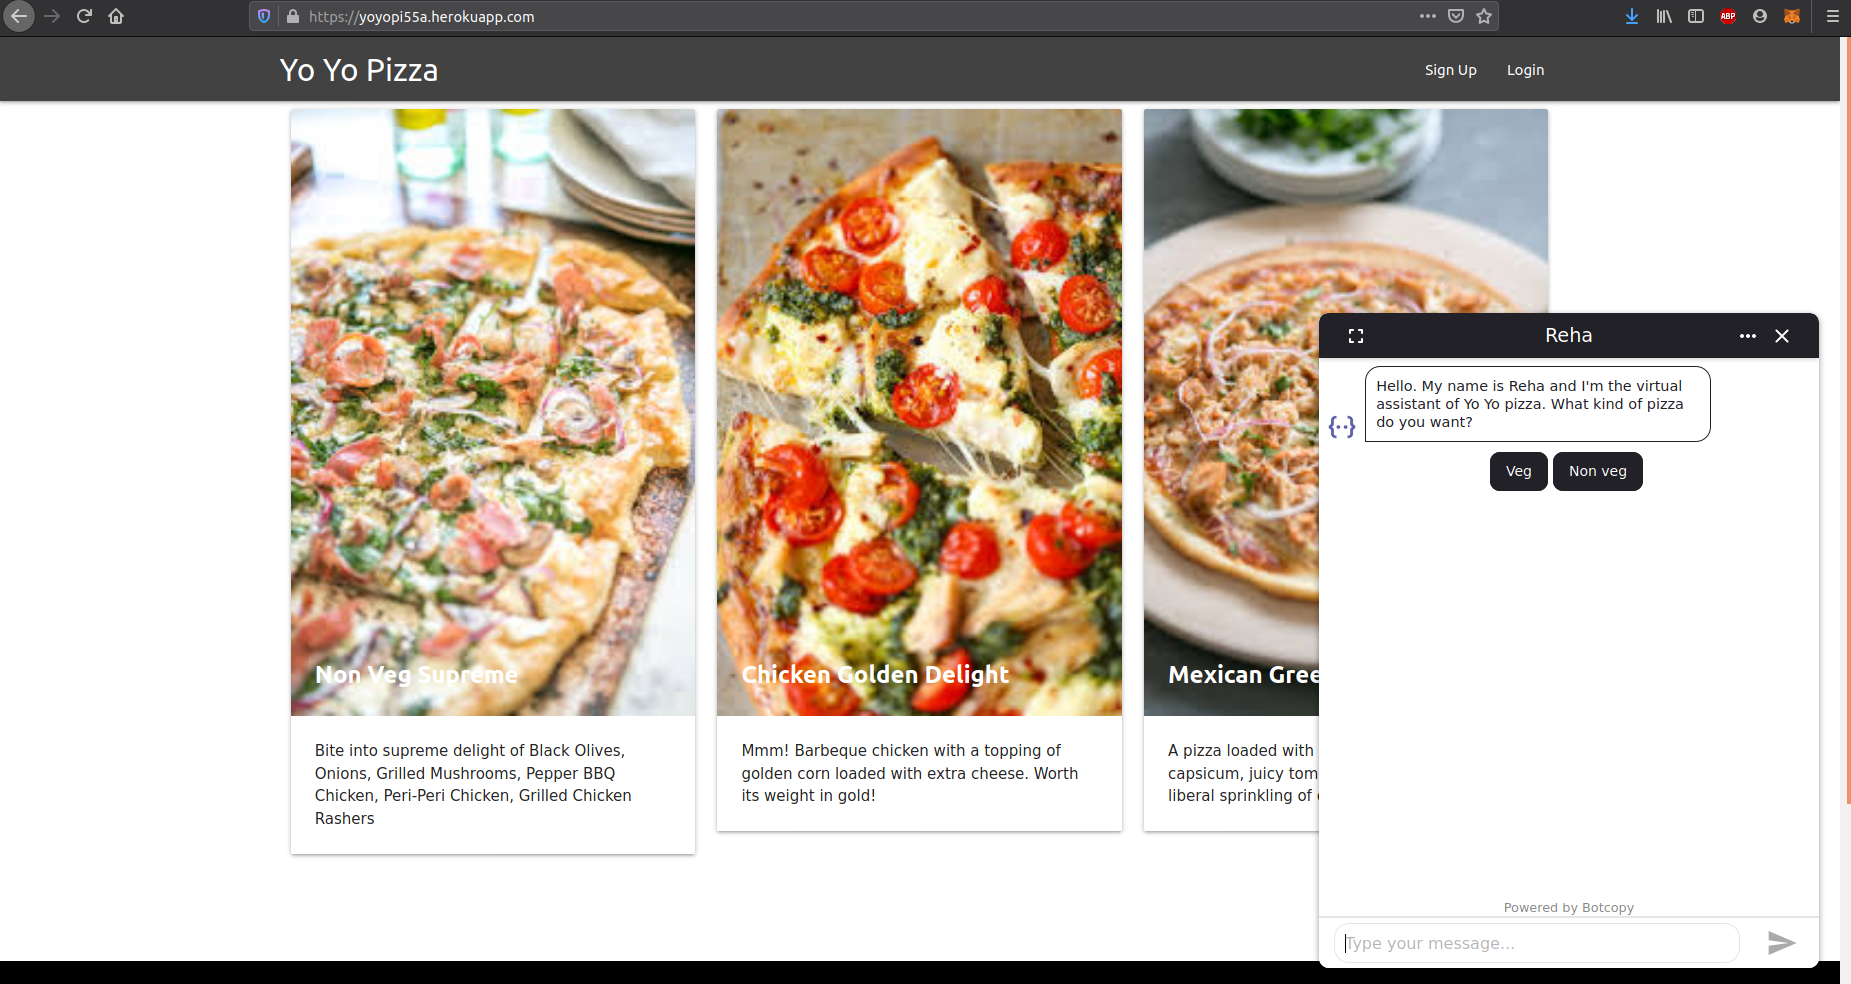 https://yoyopi55a.herokuapp.com
ABP
Yo Yo Pizza
Sign Up
Login
Non Veg Supreme
Bite into supreme delight of Black Olives,
Onions, Grilled Mushrooms, Pepper BBQ
Chicken, Peri-Peri Chicken, Grilled Chicken
Rashers
Chicken Golden Delight
Mmm! Barbeque chicken with a topping of
golden corn loaded with extra cheese. Worth
its weight in gold!
Mexican Gree
A pizza loaded with
capsicum, juicy tom
liberal sprinkling of
Reha
Hello. My name is Reha and I'm the virtual
assistant of Yo Yo pizza. What kind of pizza
do you want?
Veg
Non veg
Powered by Botcopy
Type your message...